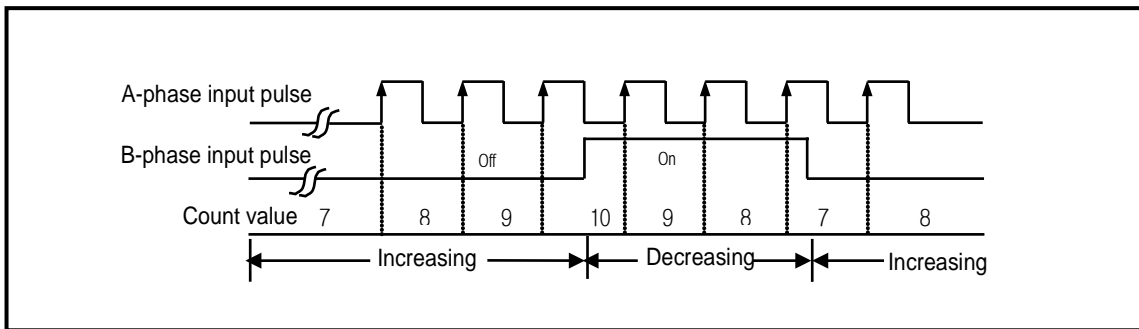 A-phase input pulse
B-phase input pulse
Off
On
Count value
7
8
9
10
9
8
7
8
Increasing
Decreasing
Increasing